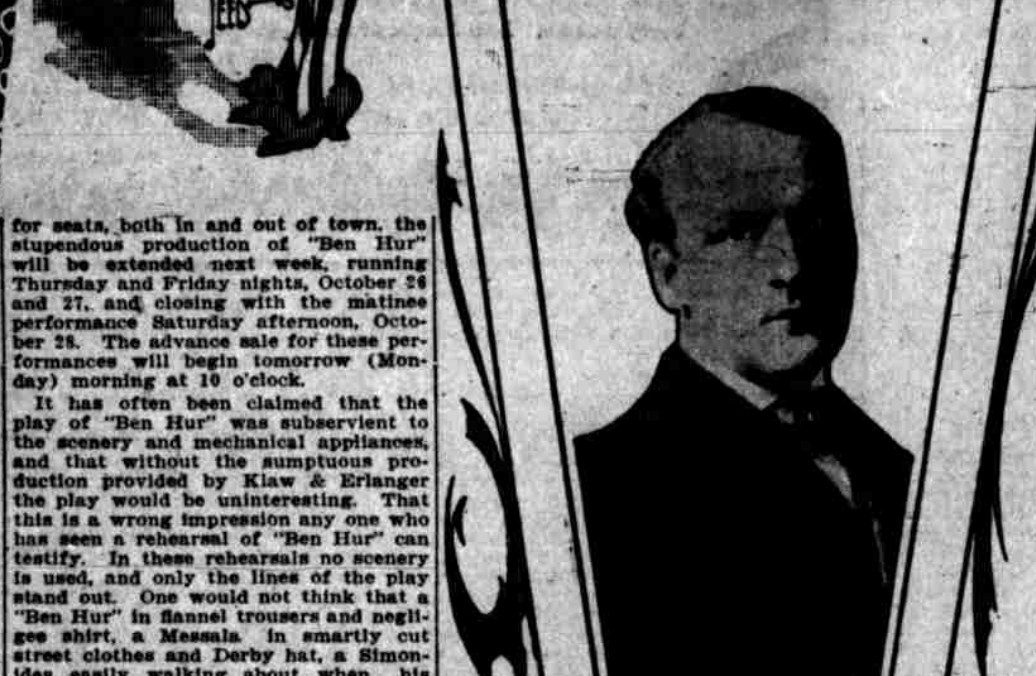 for seats, both in and out of town, the
stupendous production of "Ben Hur"
will be extended next week, running
Thursday and Friday nights, October 26
and 27, and closing with the matinee
performance Saturday afternoon, Octo-
ber 28. The advance sale for these per-
formances will begin tomorrow (Mon-
day) morning at 10 o'clock.
It has often been claimed that the
play of "Ben Hur" was subservient to
the scenery and mechanical appliances,
and that without the sumptuous pro-
duction provided by Klaw & Erlanger
the play would be uninteresting. That
this is a wrong impression any one who
has seen a rehearsal of "Ben Hur" can
testify. In these rehearsals no scenery
is used, and only the lines of the play
stand out. One would not think that a
"Ben Hur" in flannel trousers and negli-
gee shirt, a Messala in smartly cut
street clothes and Derby hat, a Simon-
ides easily walking about when his